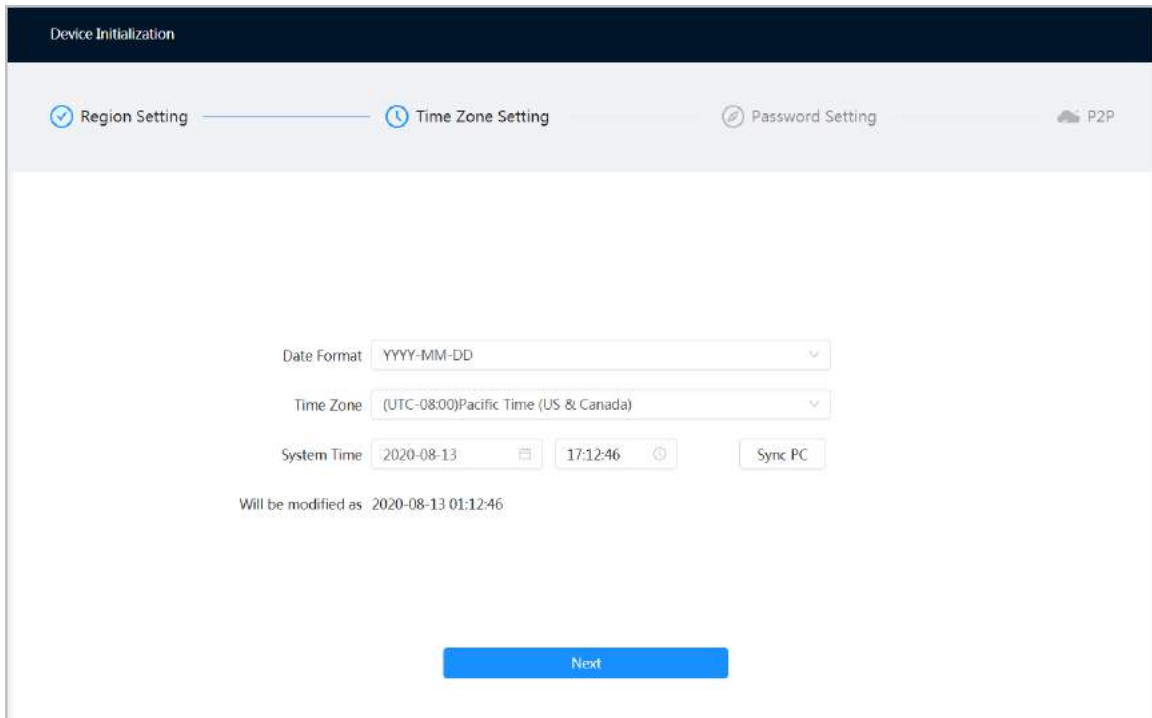 Device Initialization
Region Setting Time Zone Setting Password Setting P2P
Date Format YYYY-MM-DD
Time Zone (UTC-08:00)Pacific Time (US & Canada)
System Time 2020-08-13 17:12:46 Sync PC
Will be modified as 2020-08-13 01:12:46
Next